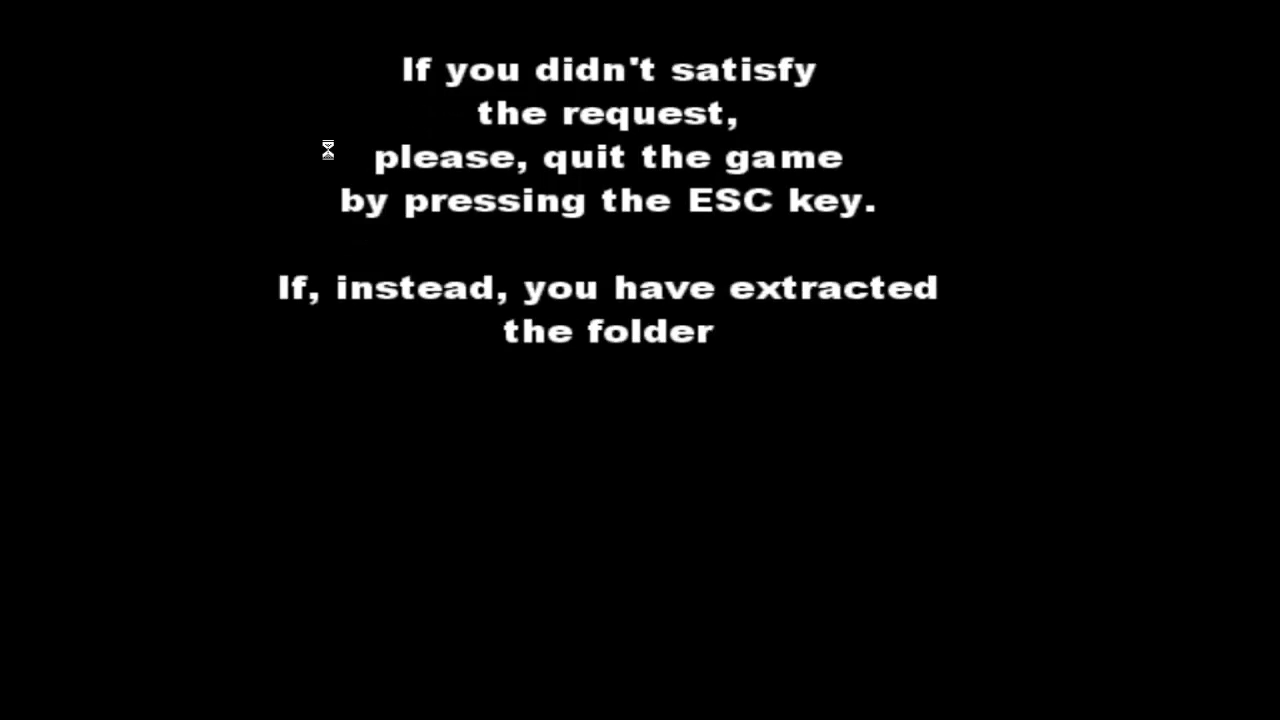 If you didn't satisfy
the request,
please, quit the game
by pressing the ESC key.
If, instead, you have extracted
the folder